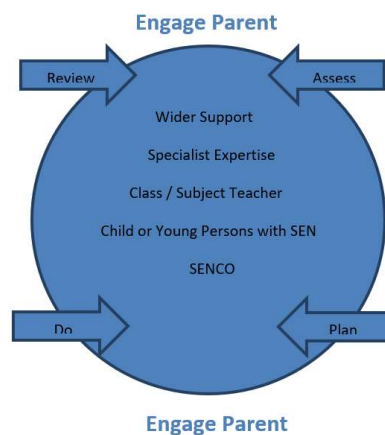 Engage Parent
Review
Assess
Wider Support
Specialist Expertise
Class / Subject Teacher
Child or Young Persons with SEN
SENCO
Do
Plan
Engage Parent